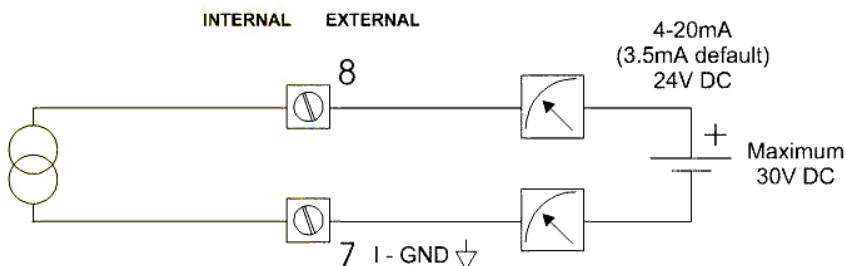 INTERNAL EXTERNAL
4-20mA
(3.5mA default)
24V DC
8
+
Maximum
30V DC
7 I - GND